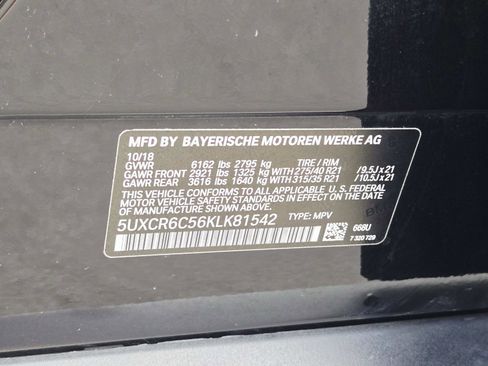 MFD BY BAYERISCHE MOTOREN WERKE AG
10/18
GVWR 6162 lbs 2795 kg TIRE / RIM
GAWR FRONT 2921 lbs 1325 kg WITH 275/40 R21 / 9.5J x 21
GAWR REAR 3616 lbs 1640 kg WITH 315/35 R21 / 10.5J x 21
THIS VEHICLE CONFORMS TO ALL APPLICABLE U.S. FEDERAL
MOTOR VEHICLE SAFETY STANDARDS IN EFFECT ON THE
DATE OF MANUFACTURE SHOWN ABOVE.
5UXCR6C56KLK81542 TYPE: MPV
668U
7 320 729